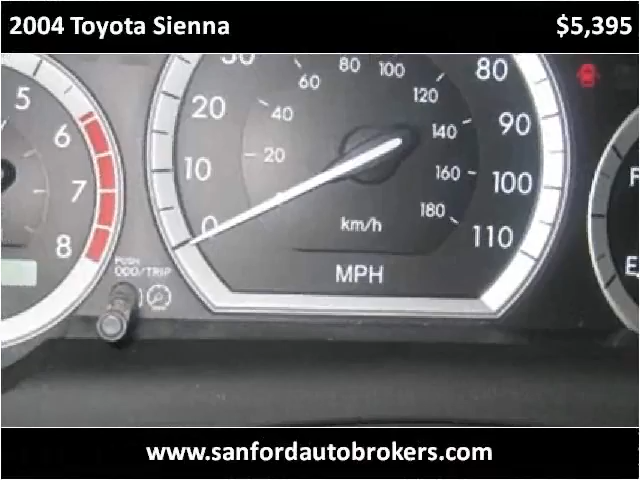 2004 Toyota Sienna $5,395
30 80
60 80 100
5 20 120
6 40 140 90
10 20 160
7 100
180
0 km/h
8 110
PUSH
ODO/TRIP
MPH
F
E
www.sanfordautobrokers.com